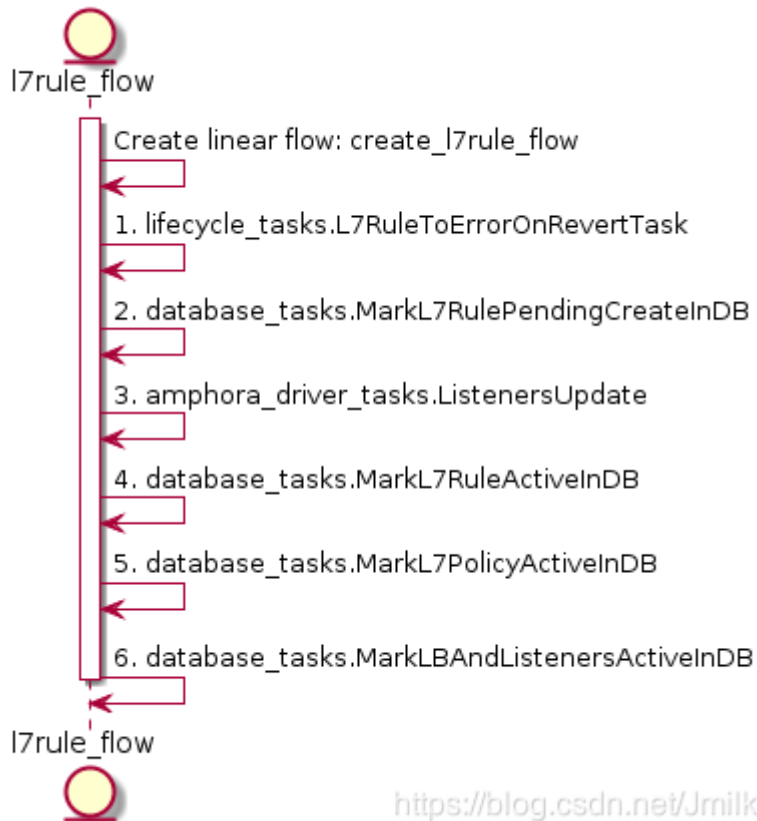 l7rule_flow
Create linear flow: create_l7rule_flow
1. lifecycle_tasks.L7RuleToErrorOnRevertTask
2. database_tasks.MarkL7RulePendingCreateInDB
3. amphora_driver_tasks.ListenersUpdate
4. database_tasks.MarkL7RuleActiveInDB
5. database_tasks.MarkL7PolicyActiveInDB
6. database_tasks.MarkLBAndListenersActiveInDB
l7rule_flow
https://blog.csdn.net/Jmilk